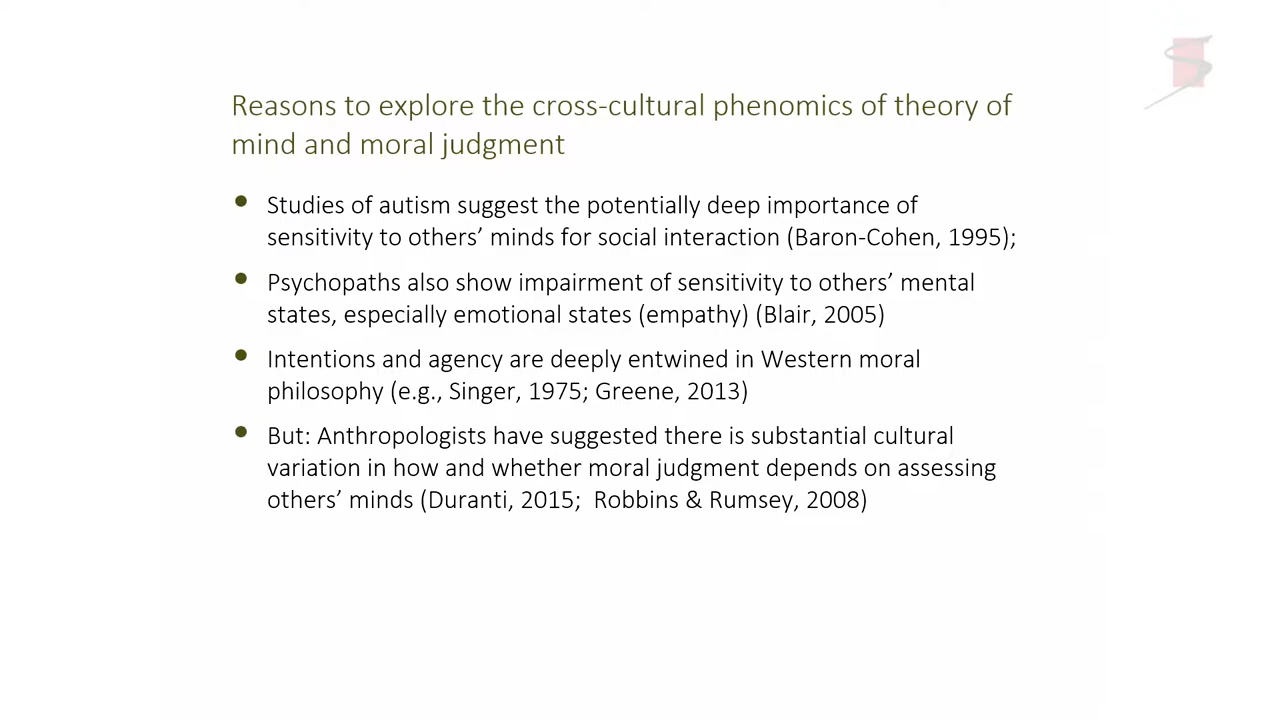 Reasons to explore the cross-cultural phenomics of theory of
mind and moral judgment
• Studies of autism suggest the potentially deep importance of
sensitivity to others’ minds for social interaction (Baron-Cohen, 1995);
• Psychopaths also show impairment of sensitivity to others’ mental
states, especially emotional states (empathy) (Blair, 2005)
• Intentions and agency are deeply entwined in Western moral
philosophy (e.g., Singer, 1975; Greene, 2013)
• But: Anthropologists have suggested there is substantial cultural
variation in how and whether moral judgment depends on assessing
others’ minds (Duranti, 2015;  Robbins & Rumsey, 2008)